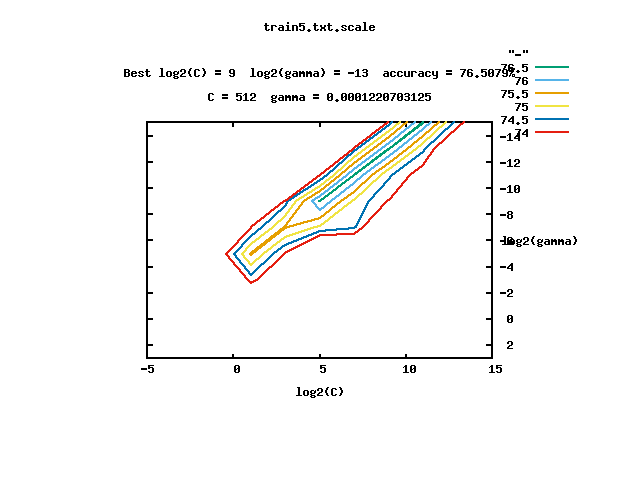 train5.txt.scale
"-"
Best log2(C) = 9 log2(gamma) = -13 accuracy = 76.5079%
76.5
76
C = 512 gamma = 0.0001220703125
75.5
75
74.5
74
-14
-12
-10
-8
-6
log2(gamma)
-4
-2
0
2
-5 0 5 10 15
log2(C)